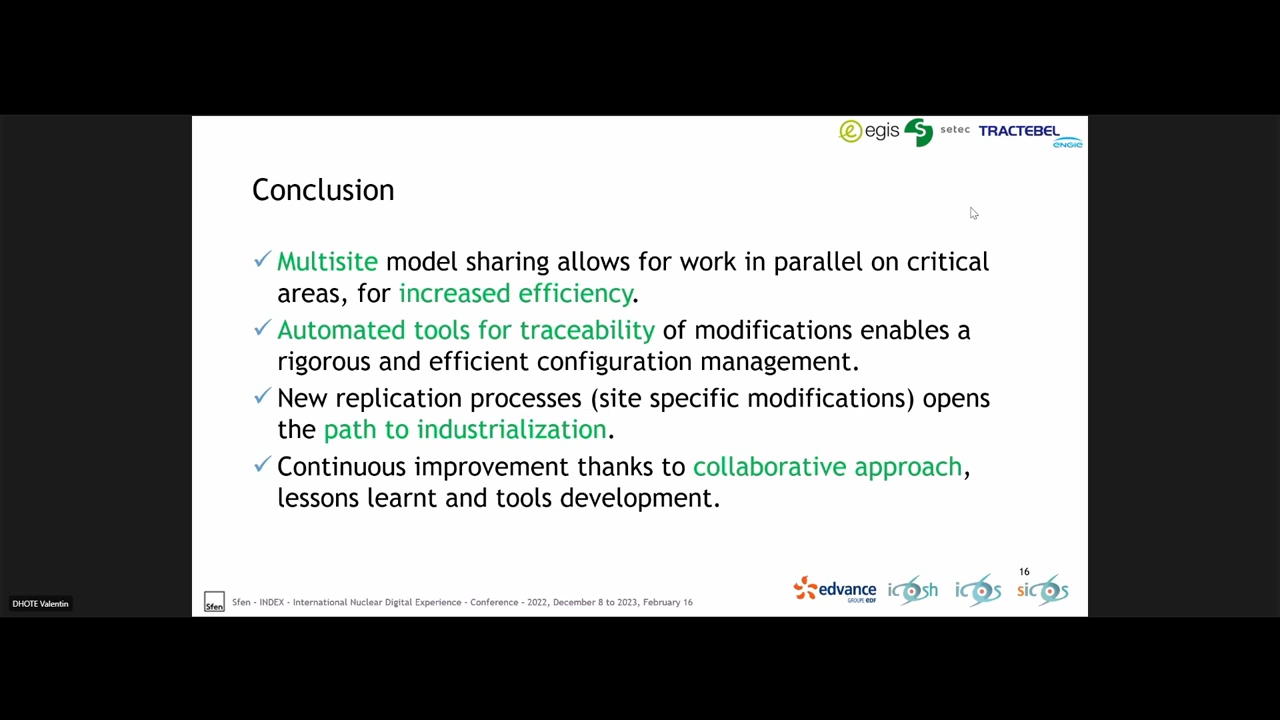 egis setec TRACTEBEL
ENGIE
Conclusion
✓ Multisite model sharing allows for work in parallel on critical
areas, for increased efficiency.
✓ Automated tools for traceability of modifications enables a
rigorous and efficient configuration management.
✓ New replication processes (site specific modifications) opens
the path to industrialization.
✓ Continuous improvement thanks to collaborative approach,
lessons learnt and tools development.
16
edvance icosh icos sicos
GROUPE EDF
Sfen
Sfen - INDEX - International Nuclear Digital Experience - Conference - 2022, December 8 to 2023, February 16
DHOTE Valentin